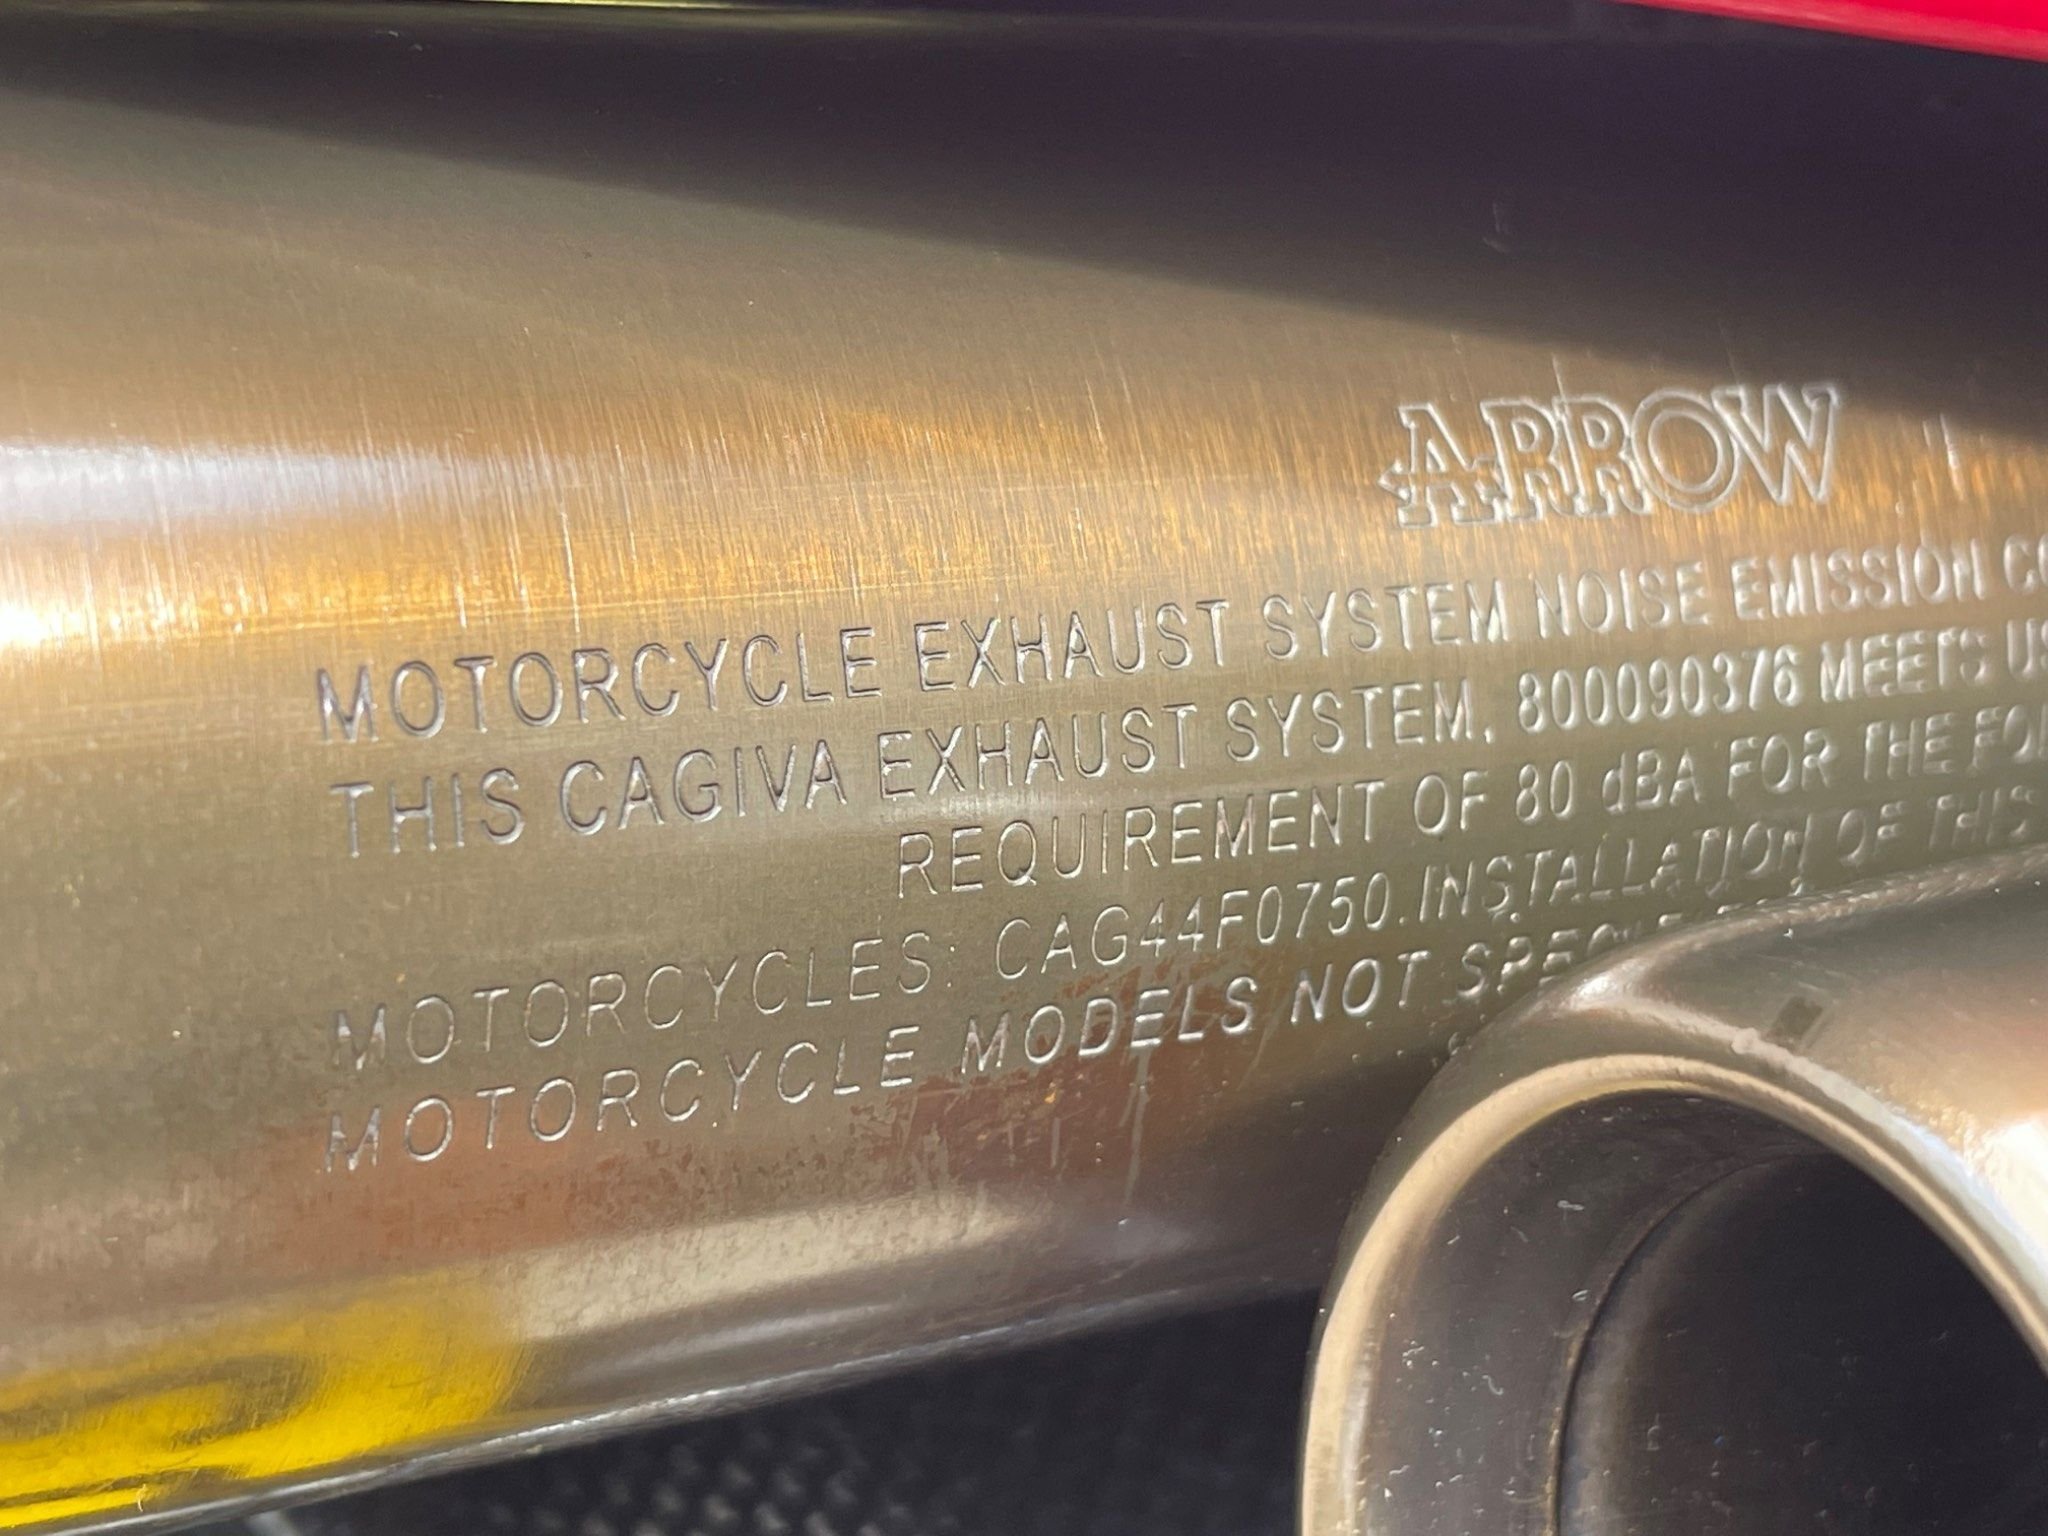 ARROW
MOTORCYCLE EXHAUST SYSTEM NOISE EMISSION
THIS CAGIVA EXHAUST SYSTEM, 800090376 MEETS
REQUIREMENT OF 80 dBA FOR THE
MOTORCYCLES: CAG44F0750.INSTALLATION OF THIS
MOTORCYCLE MODELS NOT